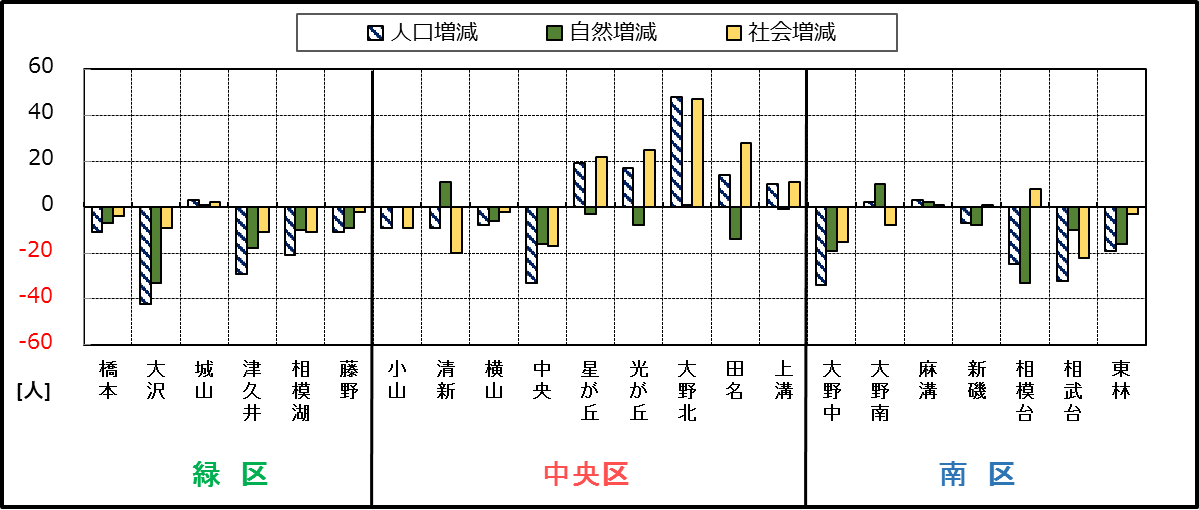 人口増減 自然増減 社会増減
60
40
20
0
-20
-40
-60
[人]
橋本 大沢 城山 津久井 相模湖 藤野 小山 清新 横山 中央 星が丘 光が丘 大野北 田名 上溝 大野中 大野南 麻溝 新磯 相模台 相武台 東林
緑 区 中央区 南 区